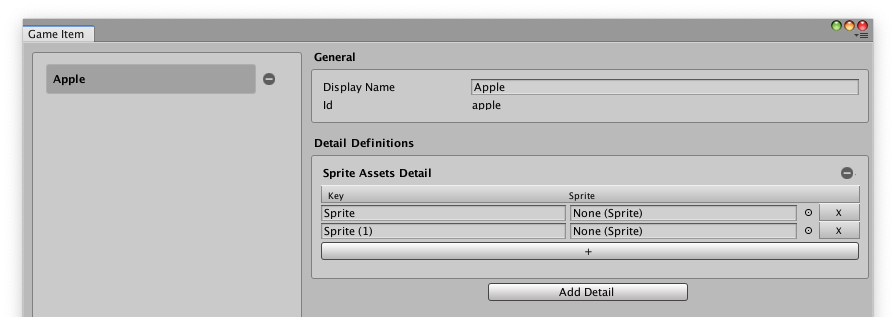 Game Item
Apple
General
Display Name Apple
Id apple
Detail Definitions
Sprite Assets Detail
Key Sprite
Sprite None (Sprite) X
Sprite (1) None (Sprite) X
+
Add Detail